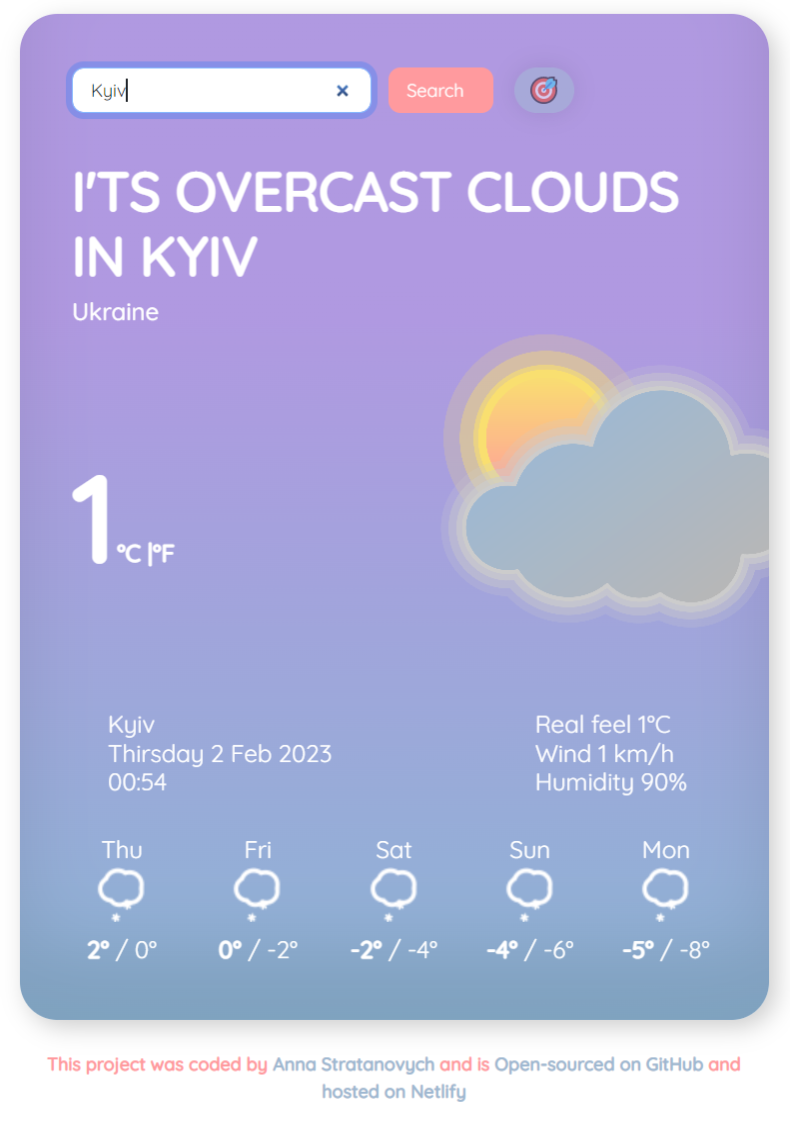 Kyiv
Search
I'TS OVERCAST CLOUDS
IN KYIV
Ukraine
1 °C |°F
Kyiv
Thirsday 2 Feb 2023
00:54
Real feel 1°C
Wind 1 km/h
Humidity 90%
Thu Fri Sat Sun Mon
2° / 0° 0° / -2° -2° / -4° -4° / -6° -5° / -8°
This project was coded by Anna Stratanovych and is Open-sourced on GitHub and
hosted on Netlify